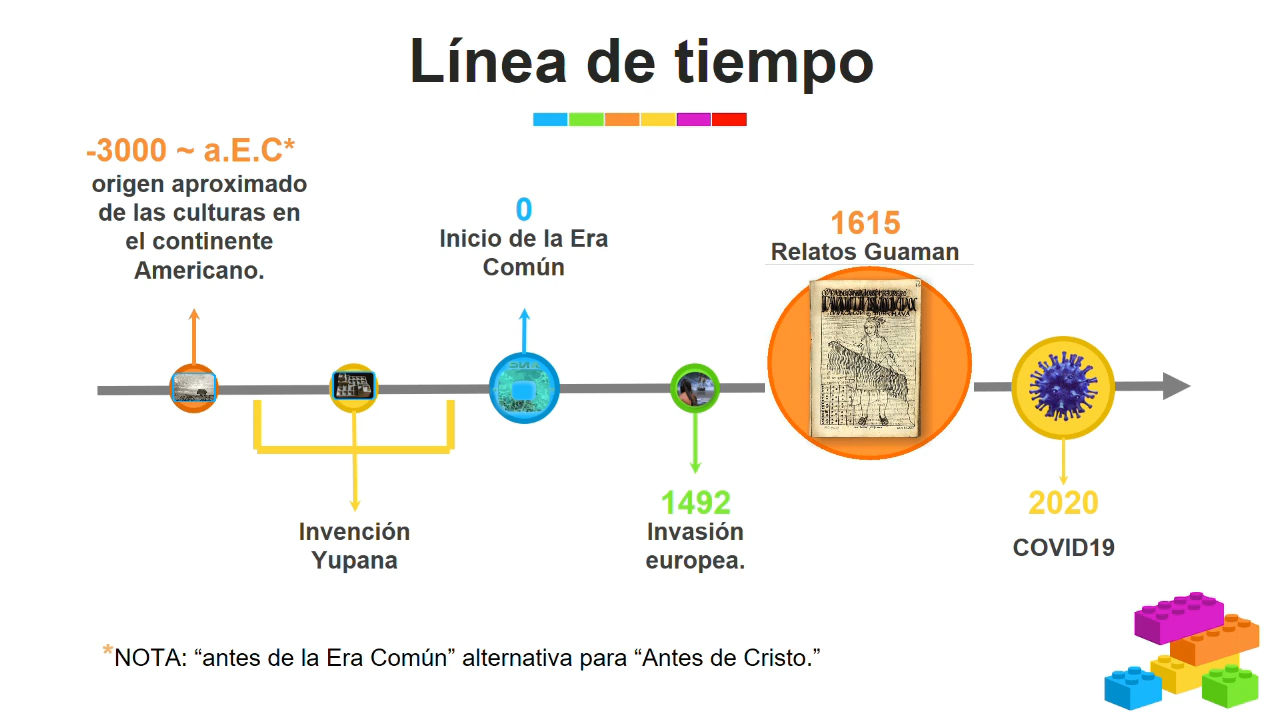 Línea de tiempo
-3000 ~ a.E.C*
origen aproximado
de las culturas en
el continente
Americano.
0
Inicio de la Era
Común
1615
Relatos Guaman
Invención
Yupana
1492
Invasión
europea.
2020
COVID19
*NOTA: “antes de la Era Común” alternativa para “Antes de Cristo.”